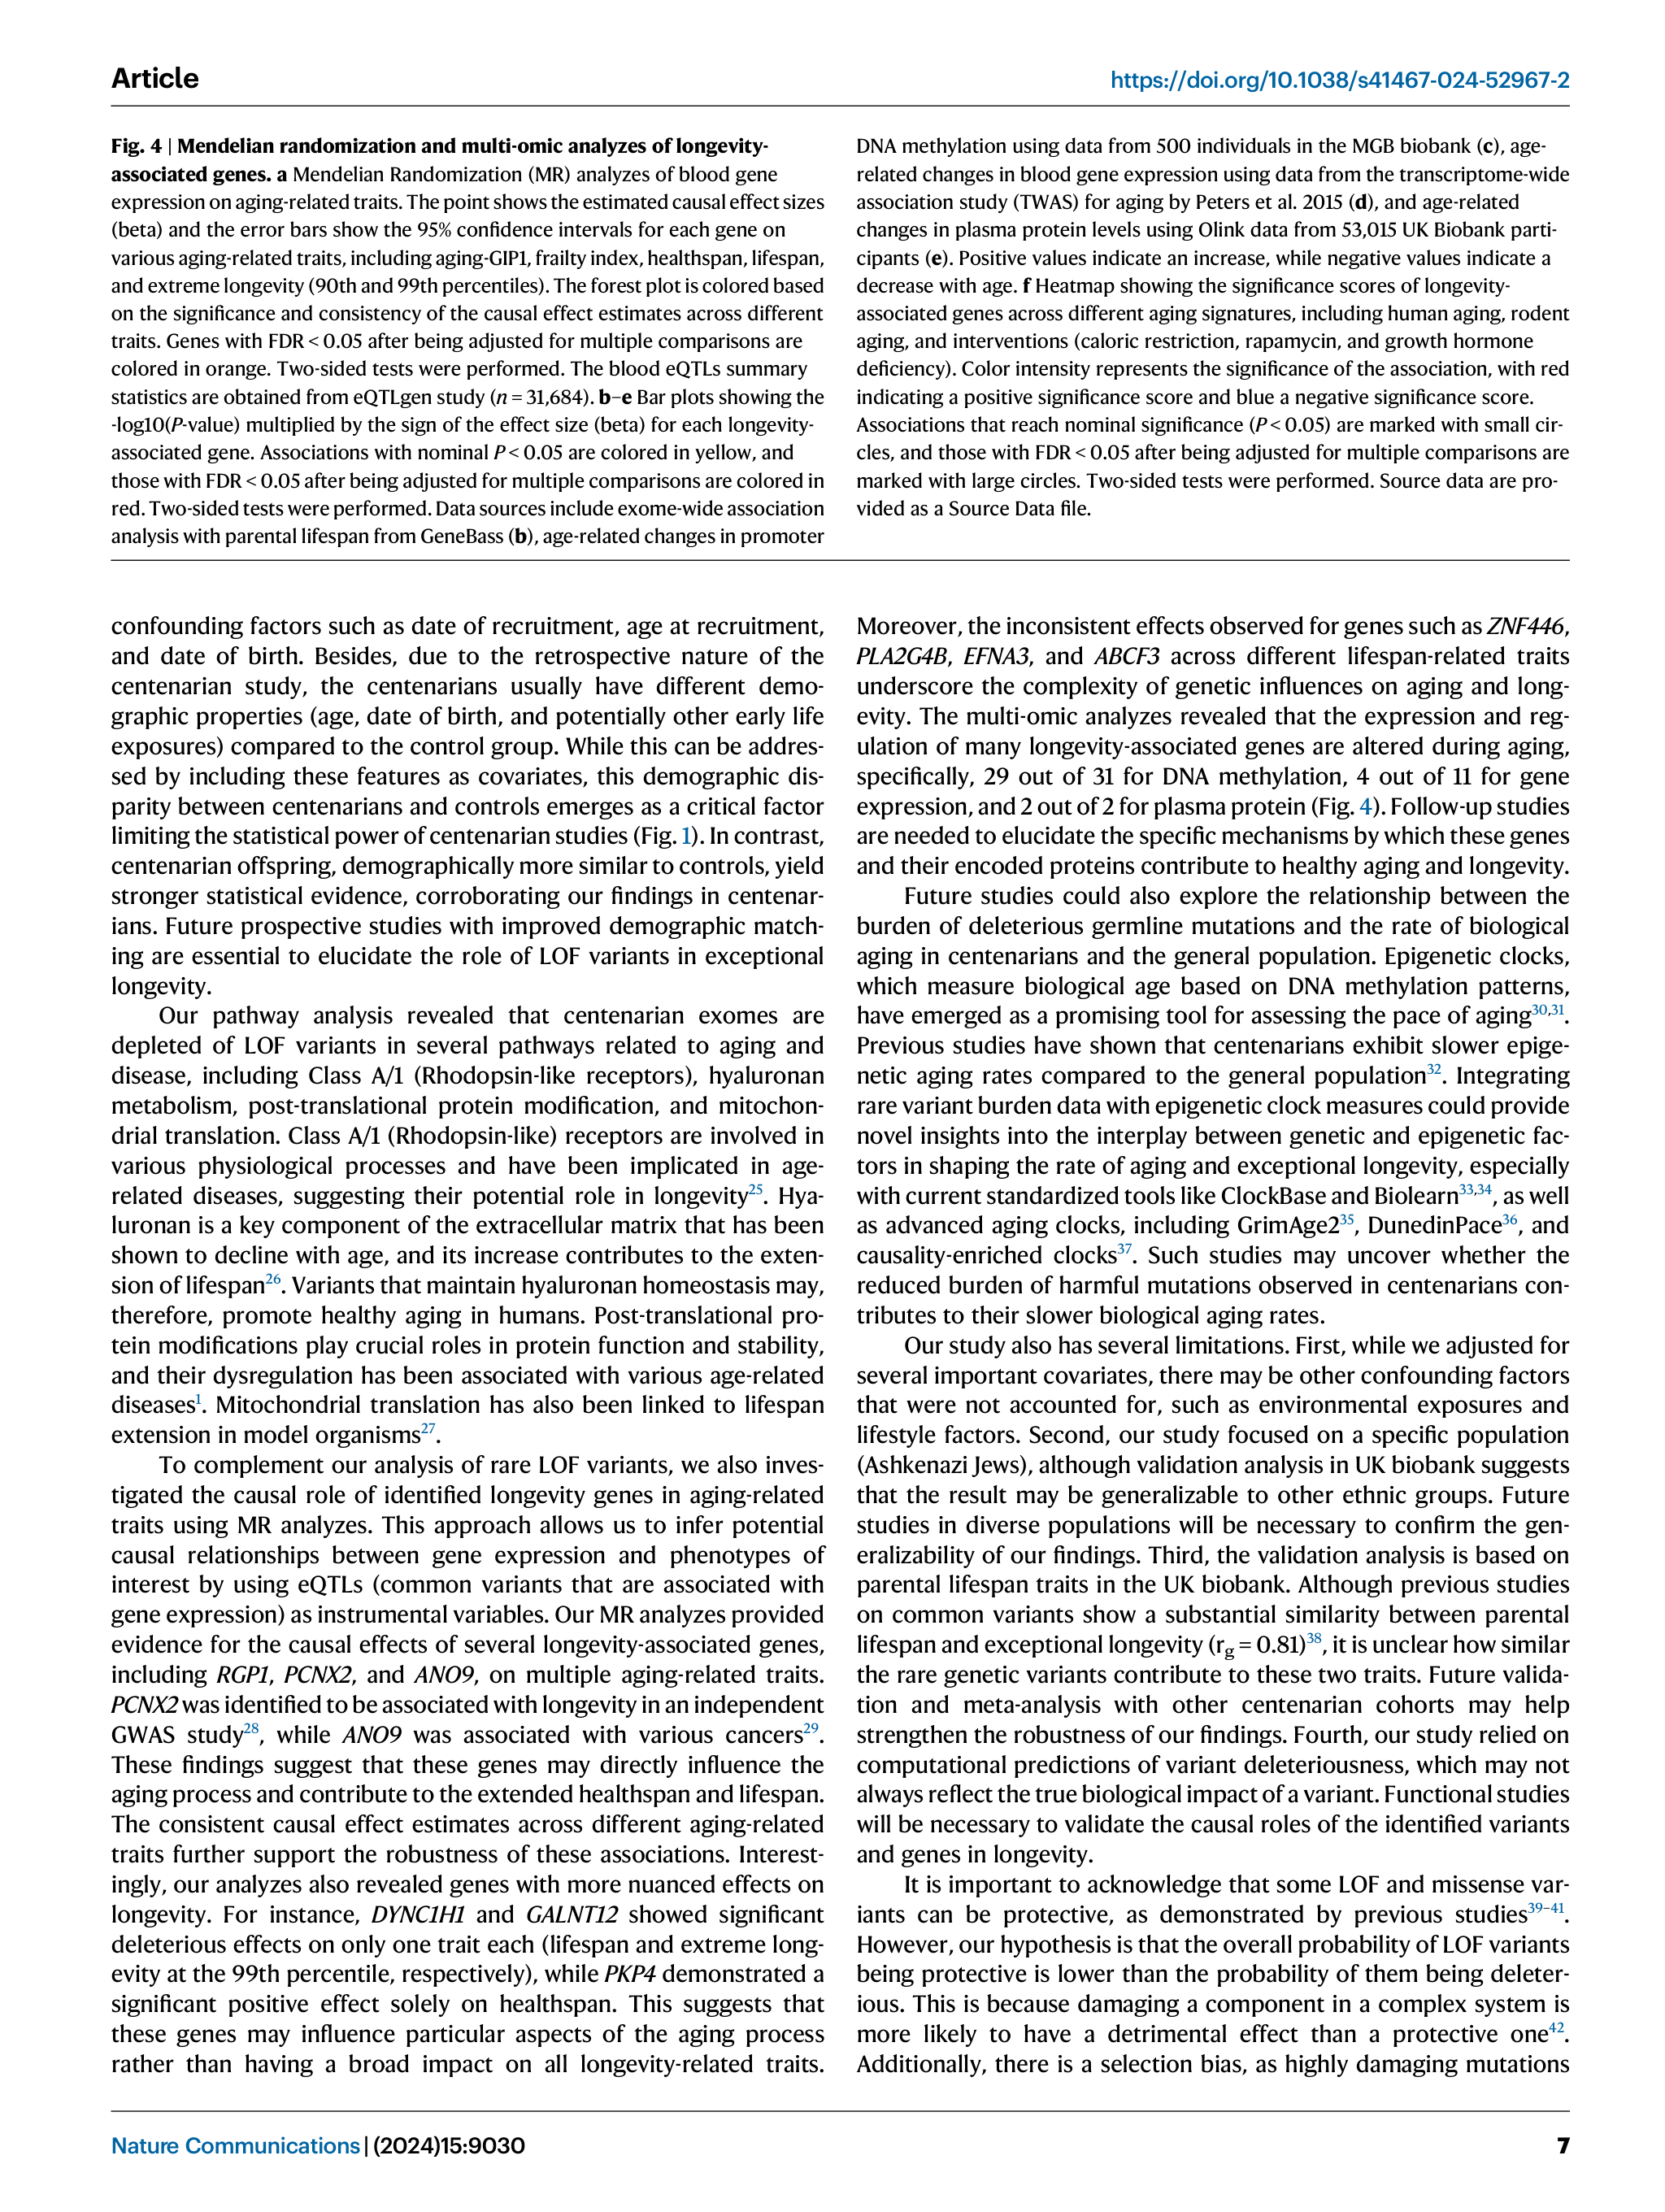 Article
https://doi.org/10.1038/s41467-024-52967-2
Fig. 4 | Mendelian randomization and multi-omic analyzes of longevity-
associated genes. a Mendelian Randomization (MR) analyzes of blood gene
expression on aging-related traits. The point shows the estimated causal effect sizes
(beta) and the error bars show the 95% confidence intervals for each gene on
various aging-related traits, including aging-GIP1, frailty index, healthspan, lifespan,
and extreme longevity (90th and 99th percentiles). The forest plot is colored based
on the significance and consistency of the causal effect estimates across different
traits. Genes with FDR < 0.05 after being adjusted for multiple comparisons are
colored in orange. Two-sided tests were performed. The blood eQTLs summary
statistics are obtained from eQTLgen study (n = 31,684). b–e Bar plots showing the
-log10(P-value) multiplied by the sign of the effect size (beta) for each longevity-
associated gene. Associations with nominal P < 0.05 are colored in yellow, and
those with FDR < 0.05 after being adjusted for multiple comparisons are colored in
red. Two-sided tests were performed. Data sources include exome-wide association
analysis with parental lifespan from GeneBass (b), age-related changes in promoter
DNA methylation using data from 500 individuals in the MGB biobank (c), age-
related changes in blood gene expression using data from the transcriptome-wide
association study (TWAS) for aging by Peters et al. 2015 (d), and age-related
changes in plasma protein levels using Olink data from 53,015 UK Biobank parti-
cipants (e). Positive values indicate an increase, while negative values indicate a
decrease with age. f Heatmap showing the significance scores of longevity-
associated genes across different aging signatures, including human aging, rodent
aging, and interventions (caloric restriction, rapamycin, and growth hormone
deficiency). Color intensity represents the significance of the association, with red
indicating a positive significance score and blue a negative significance score.
Associations that reach nominal significance (P < 0.05) are marked with small cir-
cles, and those with FDR < 0.05 after being adjusted for multiple comparisons are
marked with large circles. Two-sided tests were performed. Source data are pro-
vided as a Source Data file.
confounding factors such as date of recruitment, age at recruitment,
and date of birth. Besides, due to the retrospective nature of the
centenarian study, the centenarians usually have different demo-
graphic properties (age, date of birth, and potentially other early life
exposures) compared to the control group. While this can be addres-
sed by including these features as covariates, this demographic dis-
parity between centenarians and controls emerges as a critical factor
limiting the statistical power of centenarian studies (Fig. 1). In contrast,
centenarian offspring, demographically more similar to controls, yield
stronger statistical evidence, corroborating our findings in centenar-
ians. Future prospective studies with improved demographic match-
ing are essential to elucidate the role of LOF variants in exceptional
longevity.
Our pathway analysis revealed that centenarian exomes are
depleted of LOF variants in several pathways related to aging and
disease, including Class A/1 (Rhodopsin-like receptors), hyaluronan
metabolism, post-translational protein modification, and mitochon-
drial translation. Class A/1 (Rhodopsin-like) receptors are involved in
various physiological processes and have been implicated in age-
related diseases, suggesting their potential role in longevity25. Hya-
luronan is a key component of the extracellular matrix that has been
shown to decline with age, and its increase contributes to the exten-
sion of lifespan26. Variants that maintain hyaluronan homeostasis may,
therefore, promote healthy aging in humans. Post-translational pro-
tein modifications play crucial roles in protein function and stability,
and their dysregulation has been associated with various age-related
diseases1. Mitochondrial translation has also been linked to lifespan
extension in model organisms27.
To complement our analysis of rare LOF variants, we also inves-
tigated the causal role of identified longevity genes in aging-related
traits using MR analyzes. This approach allows us to infer potential
causal relationships between gene expression and phenotypes of
interest by using eQTLs (common variants that are associated with
gene expression) as instrumental variables. Our MR analyzes provided
evidence for the causal effects of several longevity-associated genes,
including RGP1, PCNX2, and ANO9, on multiple aging-related traits.
PCNX2 was identified to be associated with longevity in an independent
GWAS study28, while ANO9 was associated with various cancers29.
These findings suggest that these genes may directly influence the
aging process and contribute to the extended healthspan and lifespan.
The consistent causal effect estimates across different aging-related
traits further support the robustness of these associations. Interest-
ingly, our analyzes also revealed genes with more nuanced effects on
longevity. For instance, DYNC1H1 and GALNT12 showed significant
deleterious effects on only one trait each (lifespan and extreme long-
evity at the 99th percentile, respectively), while PKP4 demonstrated a
significant positive effect solely on healthspan. This suggests that
these genes may influence particular aspects of the aging process
rather than having a broad impact on all longevity-related traits.
Moreover, the inconsistent effects observed for genes such as ZNF446,
PLA2G4B, EFNA3, and ABCF3 across different lifespan-related traits
underscore the complexity of genetic influences on aging and long-
evity. The multi-omic analyzes revealed that the expression and reg-
ulation of many longevity-associated genes are altered during aging,
specifically, 29 out of 31 for DNA methylation, 4 out of 11 for gene
expression, and 2 out of 2 for plasma protein (Fig. 4). Follow-up studies
are needed to elucidate the specific mechanisms by which these genes
and their encoded proteins contribute to healthy aging and longevity.
Future studies could also explore the relationship between the
burden of deleterious germline mutations and the rate of biological
aging in centenarians and the general population. Epigenetic clocks,
which measure biological age based on DNA methylation patterns,
have emerged as a promising tool for assessing the pace of aging30,31.
Previous studies have shown that centenarians exhibit slower epige-
netic aging rates compared to the general population32. Integrating
rare variant burden data with epigenetic clock measures could provide
novel insights into the interplay between genetic and epigenetic fac-
tors in shaping the rate of aging and exceptional longevity, especially
with current standardized tools like ClockBase and Biolearn33,34, as well
as advanced aging clocks, including GrimAge235, DunedinPace36, and
causality-enriched clocks37. Such studies may uncover whether the
reduced burden of harmful mutations observed in centenarians con-
tributes to their slower biological aging rates.
Our study also has several limitations. First, while we adjusted for
several important covariates, there may be other confounding factors
that were not accounted for, such as environmental exposures and
lifestyle factors. Second, our study focused on a specific population
(Ashkenazi Jews), although validation analysis in UK biobank suggests
that the result may be generalizable to other ethnic groups. Future
studies in diverse populations will be necessary to confirm the gen-
eralizability of our findings. Third, the validation analysis is based on
parental lifespan traits in the UK biobank. Although previous studies
on common variants show a substantial similarity between parental
lifespan and exceptional longevity (rg = 0.81)38, it is unclear how similar
the rare genetic variants contribute to these two traits. Future valida-
tion and meta-analysis with other centenarian cohorts may help
strengthen the robustness of our findings. Fourth, our study relied on
computational predictions of variant deleteriousness, which may not
always reflect the true biological impact of a variant. Functional studies
will be necessary to validate the causal roles of the identified variants
and genes in longevity.
It is important to acknowledge that some LOF and missense var-
iants can be protective, as demonstrated by previous studies39–41.
However, our hypothesis is that the overall probability of LOF variants
being protective is lower than the probability of them being deleter-
ious. This is because damaging a component in a complex system is
more likely to have a detrimental effect than a protective one42.
Additionally, there is a selection bias, as highly damaging mutations
Nature Communications | (2024)15:9030
7